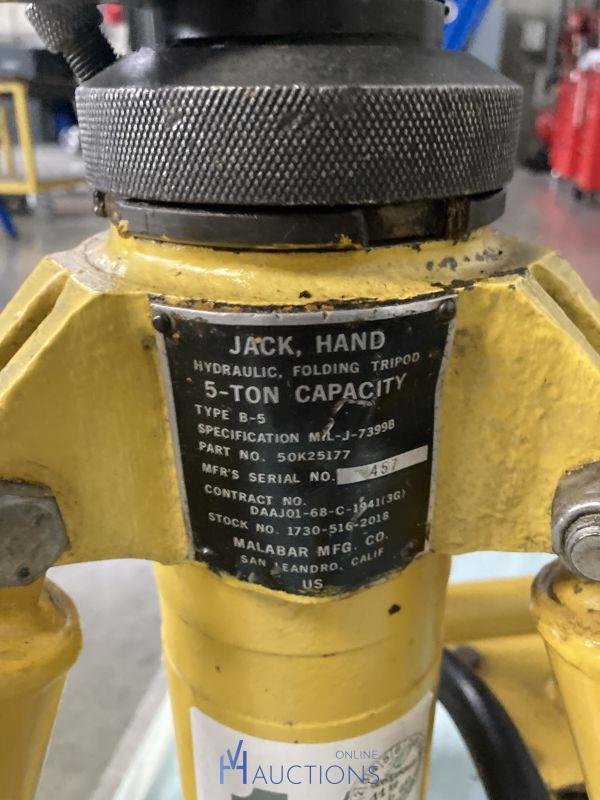 JACK, HAND
HYDRAULIC, FOLDING TRIPOD
5-TON CAPACITY
TYPE B-5
SPECIFICATION MIL-J-7399B
PART NO. 50K25177
MFR'S SERIAL NO. 457
CONTRACT NO.
DAAJ01-68-C-1941(3G)
STOCK NO. 1730-516-2018
MALABAR MFG. CO.
SAN LEANDRO, CALIF
US
ONLINE
AUCTIONS